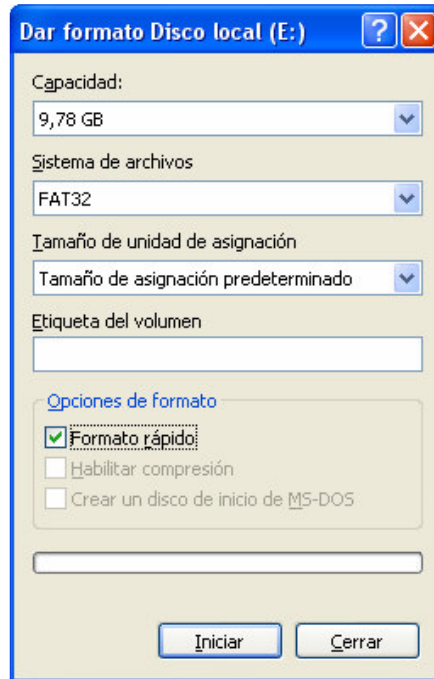 Dar formato Disco local (E:)
Capacidad:
9,78 GB
Sistema de archivos
FAT32
Tamaño de unidad de asignación
Tamaño de asignación predeterminado
Etiqueta del volumen
Opciones de formato
Formato rápido
Habilitar compresión
Crear un disco de inicio de MS-DOS
Iniciar
Cerrar